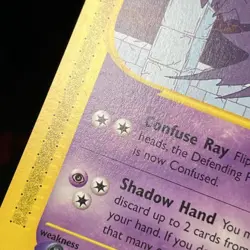 Confuse Ray Flip
heads, the Defending P
is now Confused.
Shadow Hand You m
discard up to 2 cards f
your hand. If you d
that many
weakness